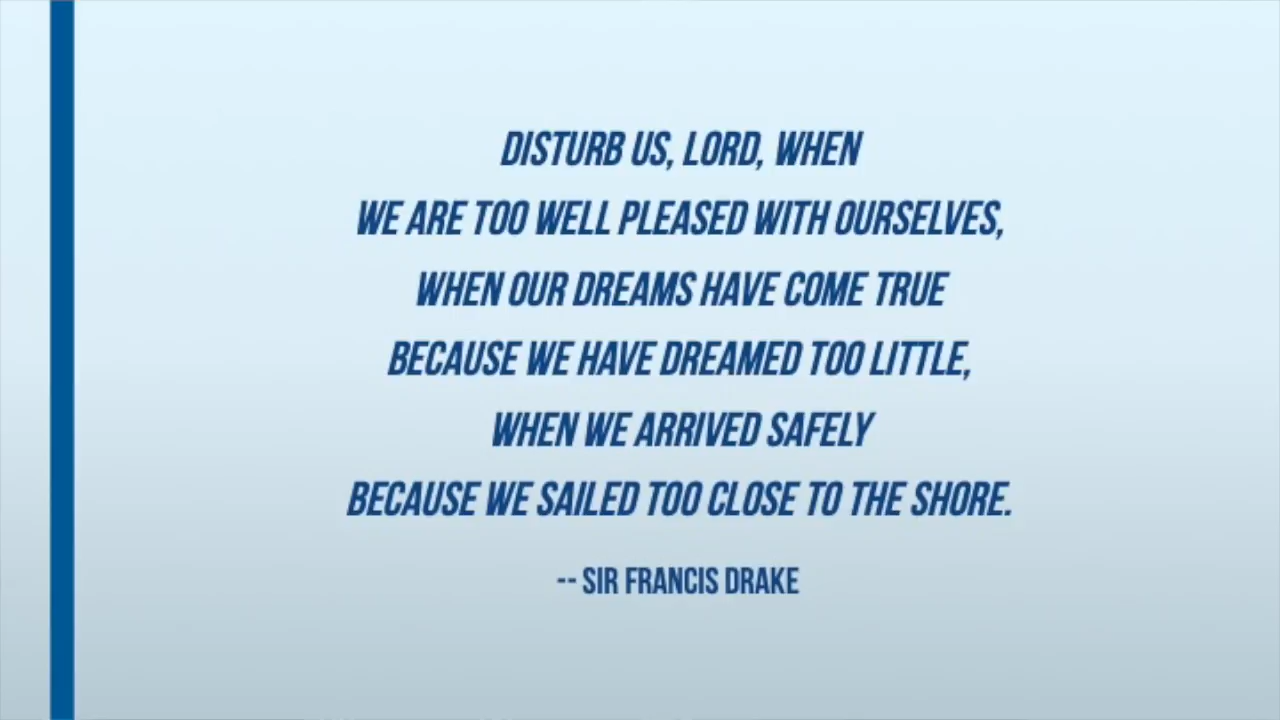 DISTURB US, LORD, WHEN
WE ARE TOO WELL PLEASED WITH OURSELVES,
WHEN OUR DREAMS HAVE COME TRUE
BECAUSE WE HAVE DREAMED TOO LITTLE,
WHEN WE ARRIVED SAFELY
BECAUSE WE SAILED TOO CLOSE TO THE SHORE.
-- SIR FRANCIS DRAKE